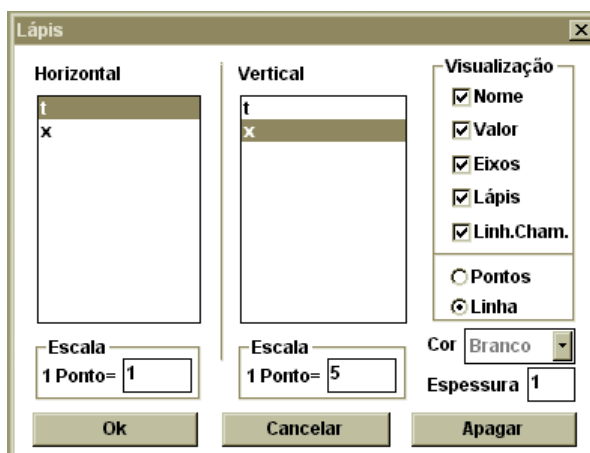 Lápis
Horizontal
t
x
Escala
1 Ponto= 1
Vertical
t
x
Escala
1 Ponto= 5
Visualização
Nome
Valor
Eixos
Lápis
Linh.Cham.
Pontos
Linha
Cor Branco
Espessura 1
Ok
Cancelar
Apagar